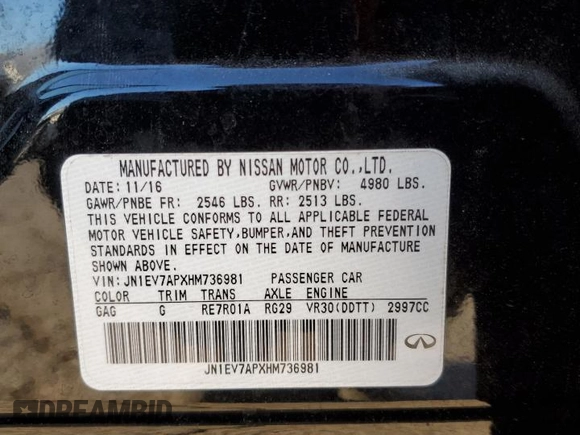 MANUFACTURED BY NISSAN MOTOR CO.,LTD.
DATE: 11/16 GVWR/PNBV: 4980 LBS.
GAWR/PNBE FR: 2546 LBS. RR: 2513 LBS.
THIS VEHICLE CONFORMS TO ALL APPLICABLE FEDERAL
MOTOR VEHICLE SAFETY,BUMPER,AND THEFT PREVENTION
STANDARDS IN EFFECT ON THE DATE OF MANUFACTURE
SHOWN ABOVE.
VIN: JN1EV7APXHM736981 PASSENGER CAR
COLOR TRIM TRANS AXLE ENGINE
GAG G RE7R01A RG29 VR30(DDTT) 2997CC
JN1EV7APXHM736981
DREAMBID